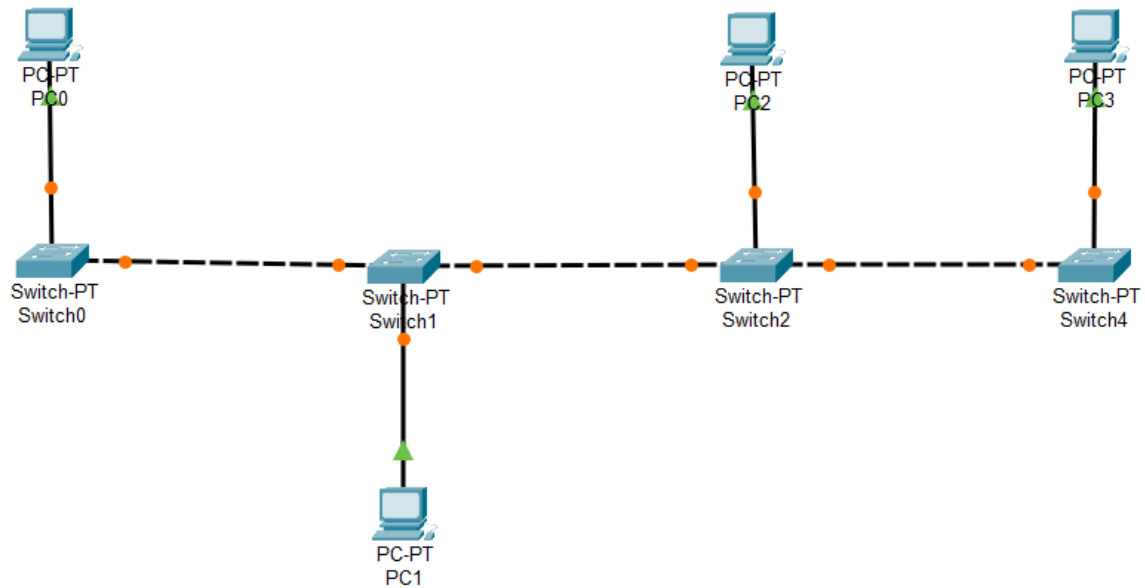 PC-PT
PC0
PC-PT
PC2
PC-PT
PC3
Switch-PT
Switch0
Switch-PT
Switch1
Switch-PT
Switch2
Switch-PT
Switch4
PC-PT
PC1